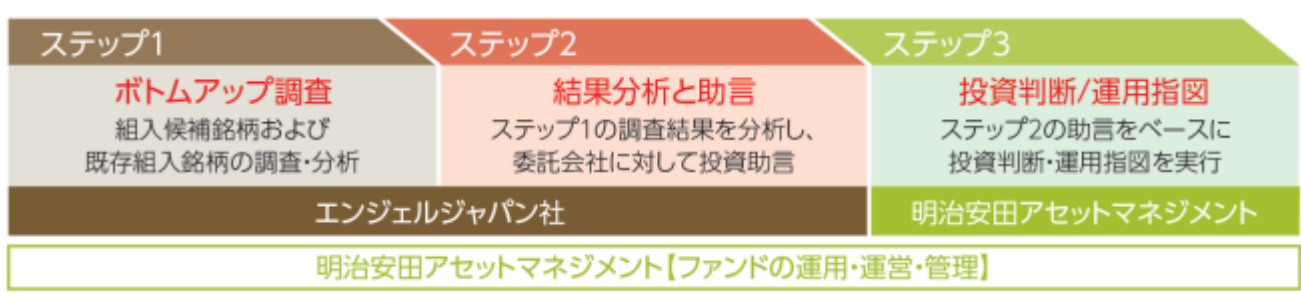 ステップ1
ステップ2
ステップ3
ボトムアップ調査
組入候補銘柄および
既存組入銘柄の調査・分析
結果分析と助言
ステップ1の調査結果を分析し、
委託会社に対して投資助言
投資判断/運用指図
ステップ2の助言をベースに
投資判断・運用指図を実行
エンジェルジャパン社
明治安田アセットマネジメント
明治安田アセットマネジメント【ファンドの運用・運営・管理】